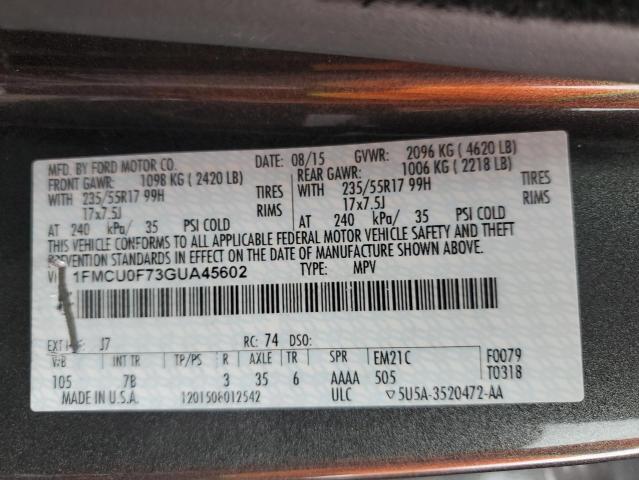 MFD. BY FORD MOTOR CO.
DATE: 08/15 GVWR: 2096 KG ( 4620 LB)
FRONT GAWR: 1098 KG ( 2420 LB)
REAR GAWR: 1006 KG ( 2218 LB)
WITH 235/55R17 99H TIRES
WITH 235/55R17 99H TIRES
17x7.5J RIMS
17x7.5J RIMS
AT 240 kPa/ 35 PSI COLD
AT 240 kPa/ 35 PSI COLD
THIS VEHICLE CONFORMS TO ALL APPLICABLE FEDERAL MOTOR VEHICLE SAFETY AND THEFT
PREVENTION STANDARDS IN EFFECT ON THE DATE OF MANUFACTURE SHOWN ABOVE.
1FMCU0F73GUA45602 TYPE: MPV
EXT J7 RC: 74 DSO:
WB INT TR TP/PS R AXLE TR SPR EM21C F0079
105 7B 3 35 6 AAAA 505 T0318
MADE IN U.S.A. 1201508012542 ULC ▽5U5A-3520472-AA